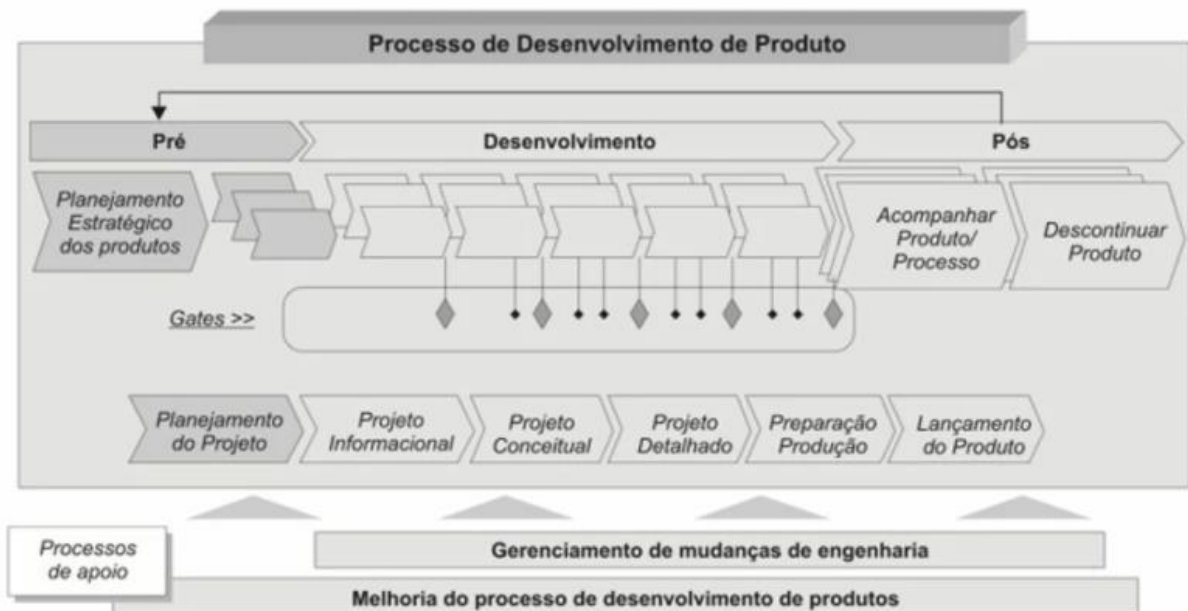 Processo de Desenvolvimento de Produto
Pré
Desenvolvimento
Pós
Planejamento
Estratégico
dos produtos
Acompanhar
Produto/
Processo
Descontinuar
Produto
Gates >>
Planejamento
do Projeto
Projeto
Informacional
Projeto
Conceitual
Projeto
Detalhado
Preparação
Produção
Lançamento
do Produto
Processos
de apoio
Gerenciamento de mudanças de engenharia
Melhoria do processo de desenvolvimento de produtos